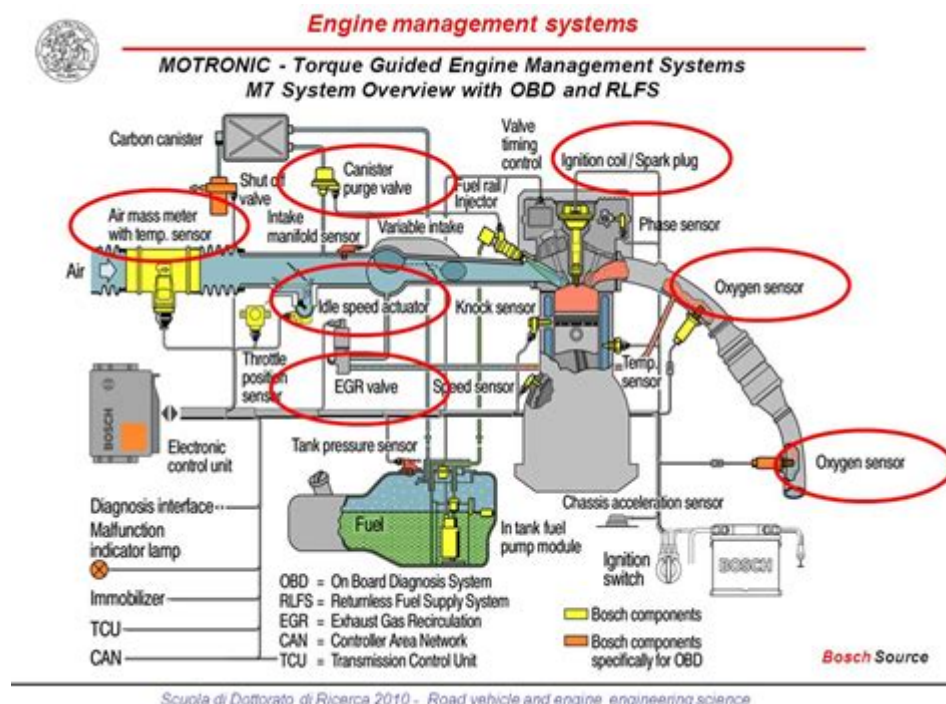 Engine management systems
MOTRONIC - Torque Guided Engine Management Systems
M7 System Overview with OBD and RLFS
Carbon canister
Shut off
valve
Canister
purge valve
Valve
timing
control
Ignition coil / Spark plug
Fuel rail /
Injector
Phase sensor
Air mass meter
with temp. sensor
Intake
manifold sensor
Variable intake
Air
Idle speed actuator
Knock sensor
Oxygen sensor
Throttle
position
sensor
EGR valve
Speed sensor
Temp.
sensor
BOSCH
Electronic
control unit
Tank pressure sensor
Oxygen sensor
Diagnosis interface
Malfunction
indicator lamp
Fuel
In tank fuel
pump module
Chassis acceleration sensor
Ignition
switch
BOSCH
Immobilizer
TCU
CAN
OBD = On Board Diagnosis System
RLFS = Returnless Fuel Supply System
EGR = Exhaust Gas Recirculation
CAN = Controller Area Network
TCU = Transmission Control Unit
Bosch components
Bosch components
specifically for OBD
Bosch Source
Scuola di Dottorato di Ricerca 2010 - Road vehicle and engine engineering science